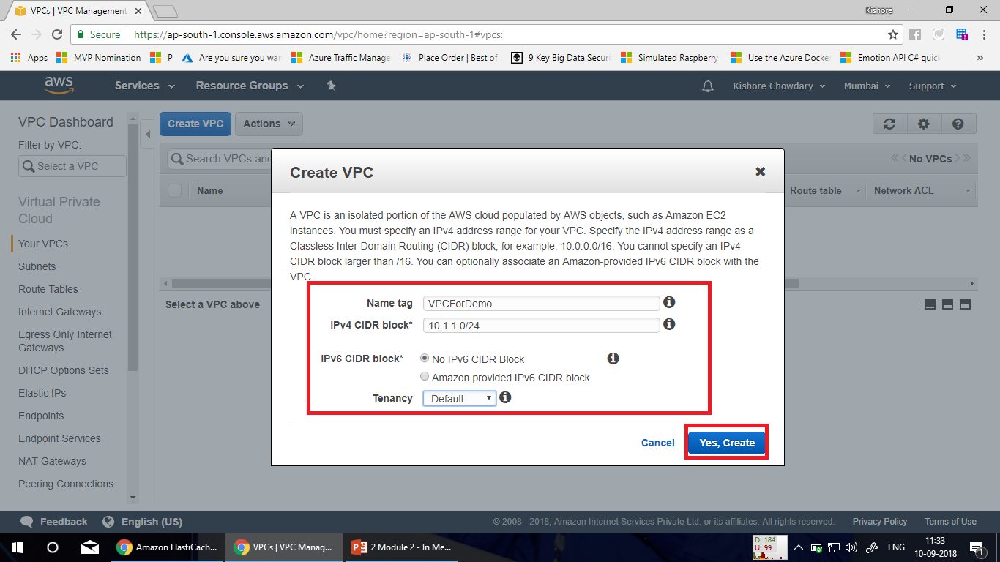 VPCs | VPC Management
Kishore
Secure
https://ap-south-1.console.aws.amazon.com/vpc/home?region=ap-south-1#vpcs:
Apps
MVP Nomination
P
Are you sure you wan
Azure Traffic Manage
Place Order | Best of
9 Key Big Data Secur
Simulated Raspberry
Use the Azure Docke
Emotion API C# quick
»
aws
Services
Resource Groups
Kishore Chowdary
Mumbai
Support
VPC Dashboard
Filter by VPC:
Select a VPC
Virtual Private
Cloud
Your VPCs
Subnets
Route Tables
Internet Gateways
Egress Only Internet
Gateways
DHCP Option Sets
Elastic IPs
Endpoints
Endpoint Services
NAT Gateways
Peering Connections
Create VPC
Actions
Search VPCs and
No VPCs
Name
Route table
Network ACL
Select a VPC above
Create VPC
A VPC is an isolated portion of the AWS cloud populated by AWS objects, such as Amazon EC2
instances. You must specify an IPv4 address range for your VPC. Specify the IPv4 address range as a
Classless Inter-Domain Routing (CIDR) block; for example, 10.0.0.0/16. You cannot specify an IPv4
CIDR block larger than /16. You can optionally associate an Amazon-provided IPv6 CIDR block with the
VPC.
Name tag VPCForDemo
IPv4 CIDR block* 10.1.1.0/24
IPv6 CIDR block* No IPv6 CIDR Block
Amazon provided IPv6 CIDR block
Tenancy Default
Cancel
Yes, Create
Feedback
English (US)
© 2008 - 2018, Amazon Internet Services Private Ltd. or its affiliates. All rights reserved.
Privacy Policy
Terms of Use
Amazon ElastiCach...
VPCs | VPC Manag...
2 Module 2 - In Me...
D: 184
U: 99
ENG
11:33
10-09-2018
1